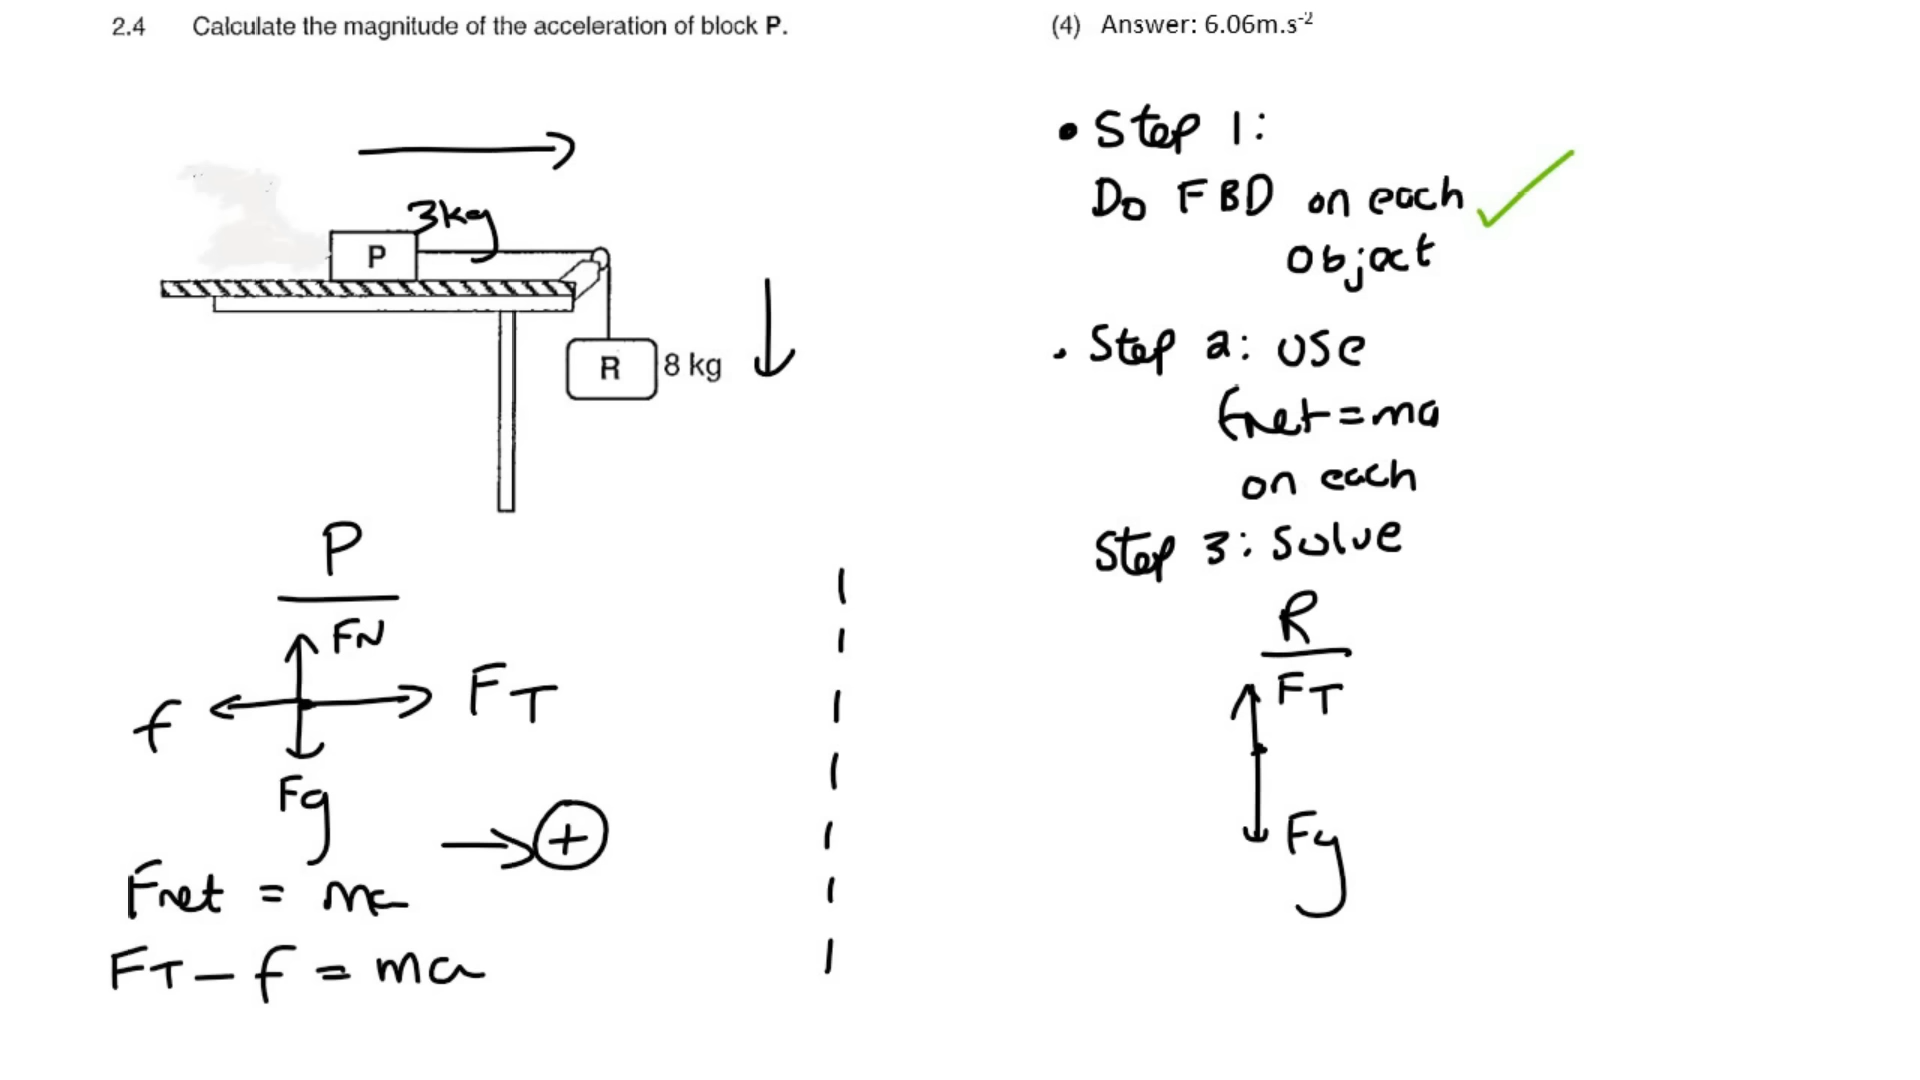 2.4 Calculate the magnitude of the acceleration of block P. (4) Answer: 6.06m.s⁻²
• Step 1:
Do FBD on each
object
. Step 2: use
Fnet=ma
on each
Step 3: Solve
3kg
P
R 8 kg
P
FN
f FT
Fg
+
Fnet = ma
FT - f = ma
R
FT
Fg